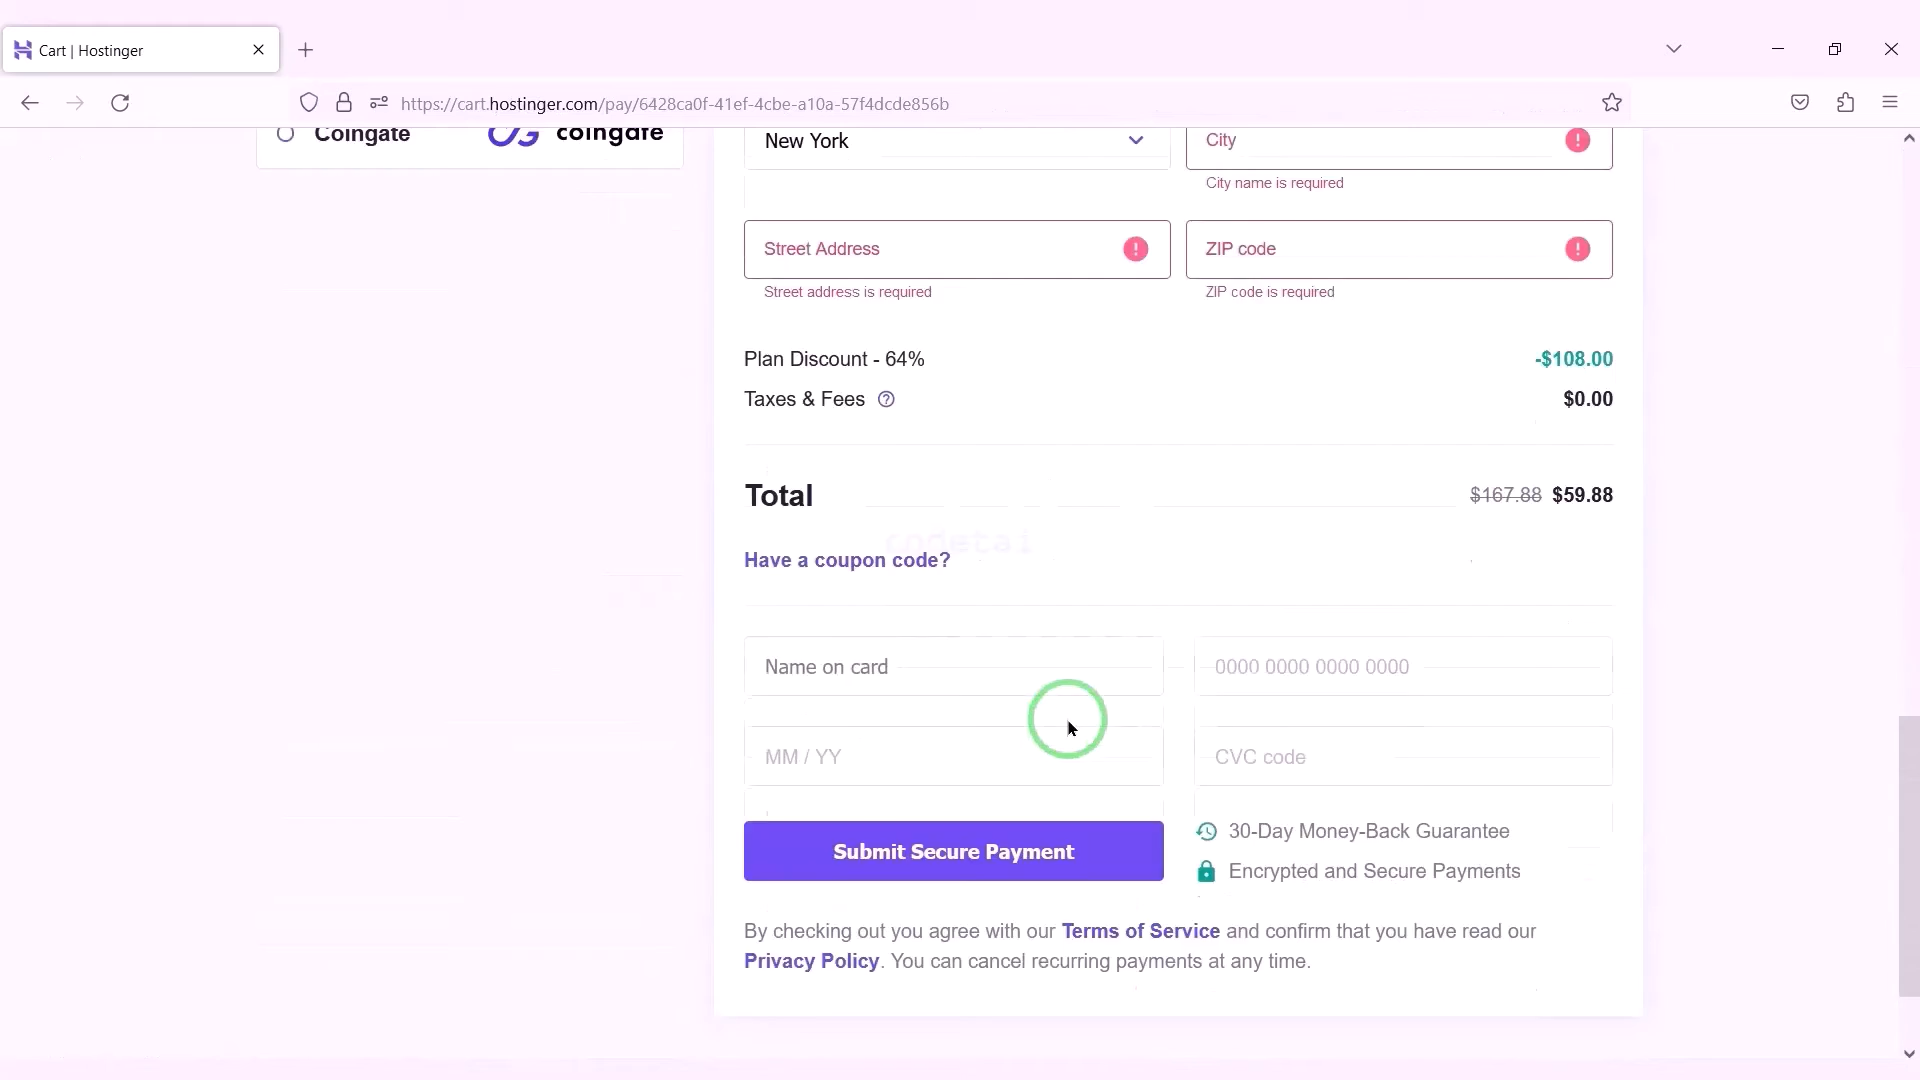 Cart | Hostinger
https://cart.hostinger.com/pay/6428ca0f-41ef-4cbe-a10a-57f4dcde856b
Coingate
coingate
New York
City
City name is required
Street Address
ZIP code
Street address is required
ZIP code is required
Plan Discount - 64%
-$108.00
Taxes & Fees
$0.00
Total
$167.88 $59.88
Have a coupon code?
Name on card
0000 0000 0000 0000
MM / YY
CVC code
Submit Secure Payment
30-Day Money-Back Guarantee
Encrypted and Secure Payments
By checking out you agree with our Terms of Service and confirm that you have read our
Privacy Policy. You can cancel recurring payments at any time.